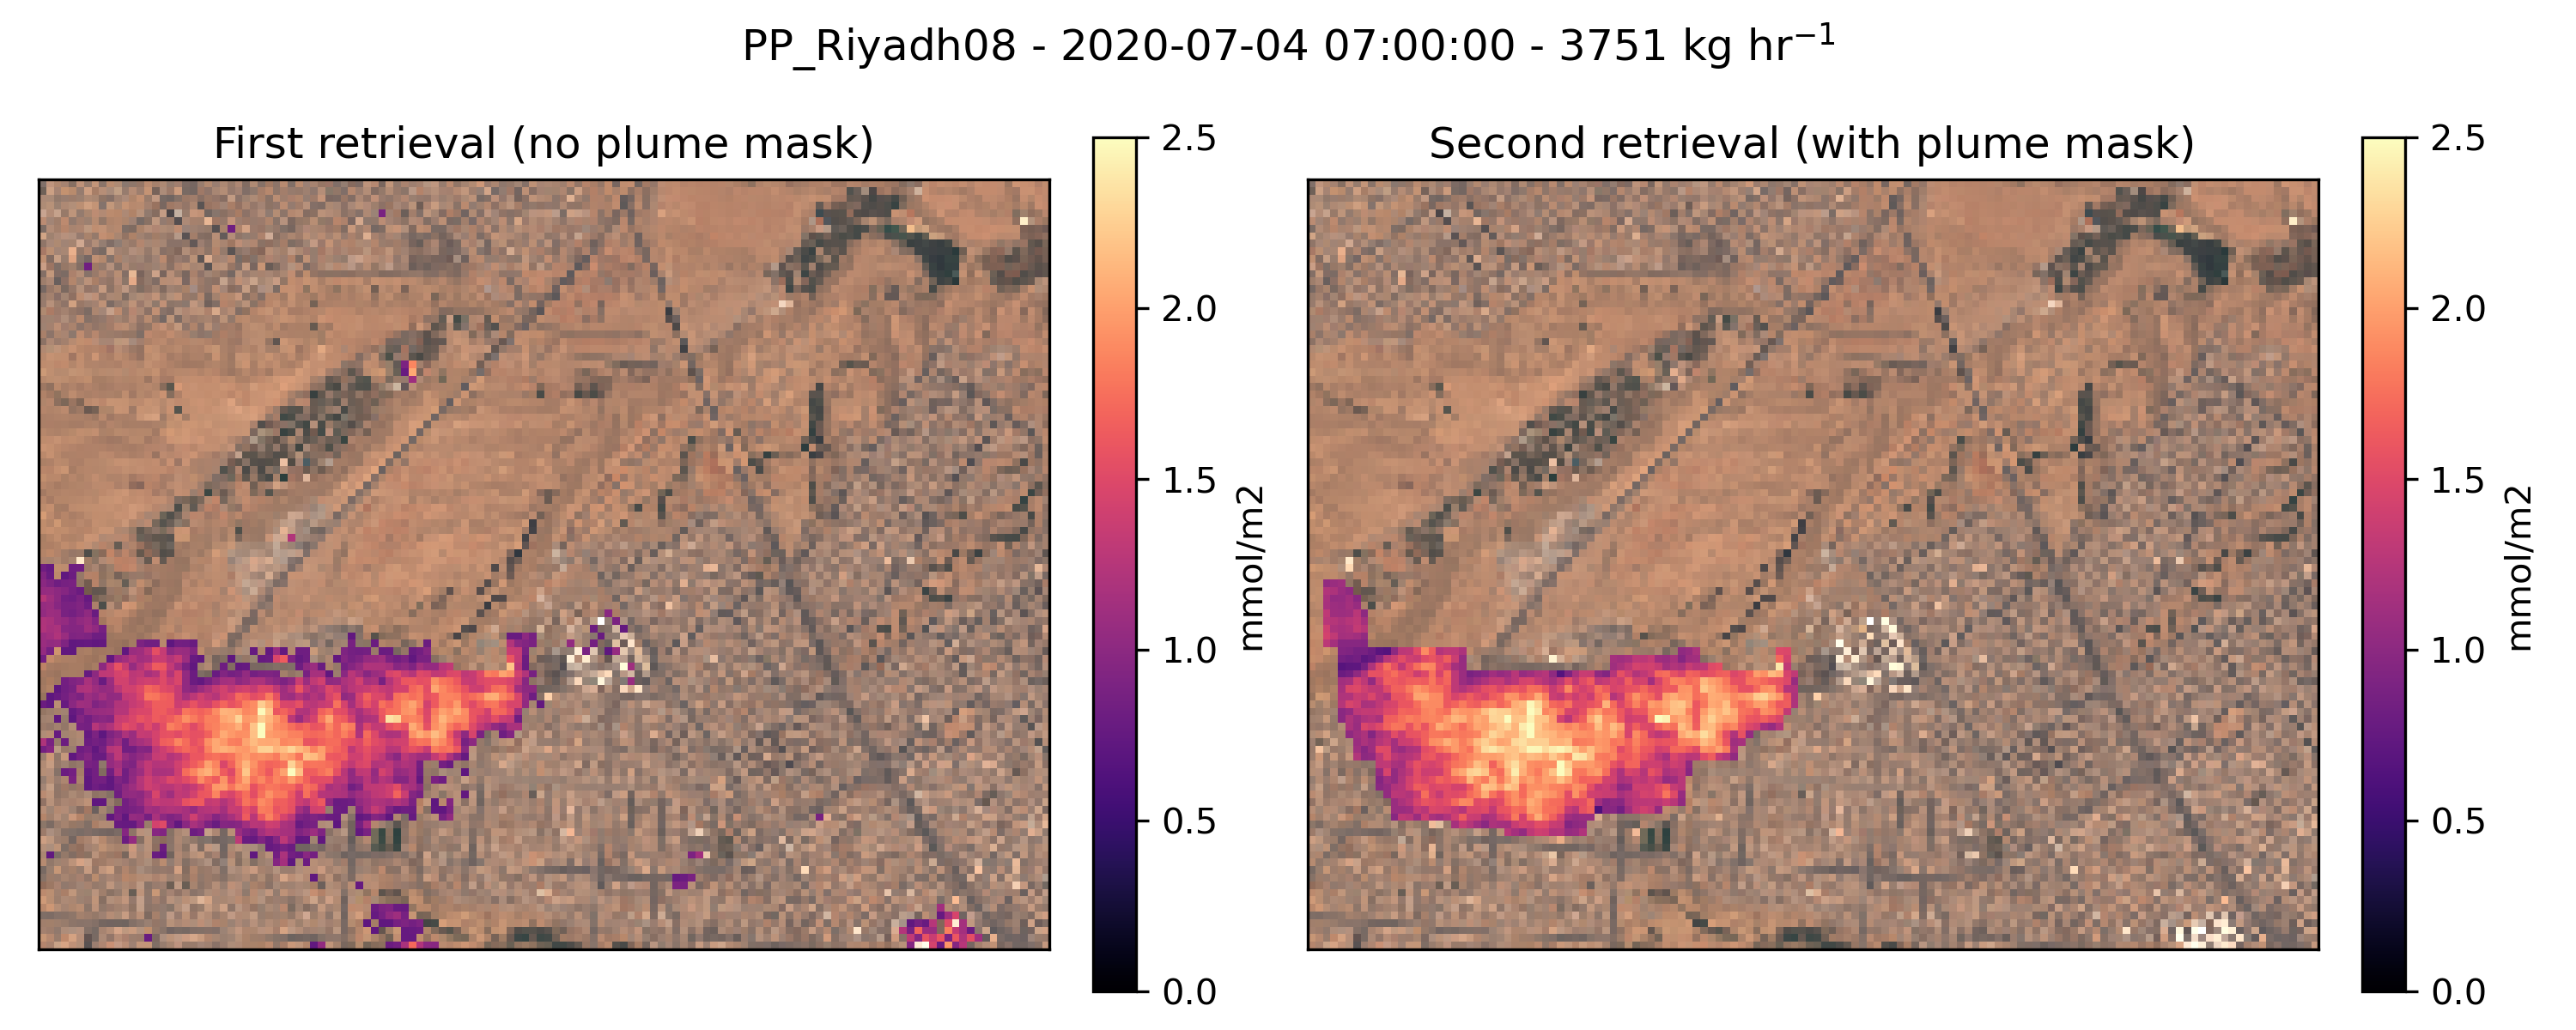 PP_Riyadh08 - 2020-07-04 07:00:00 - 3751 kg hr⁻¹
First retrieval (no plume mask)
2.5
2.0
1.5
1.0
0.5
0.0
mmol/m2
Second retrieval (with plume mask)
2.5
2.0
1.5
1.0
0.5
0.0
mmol/m2